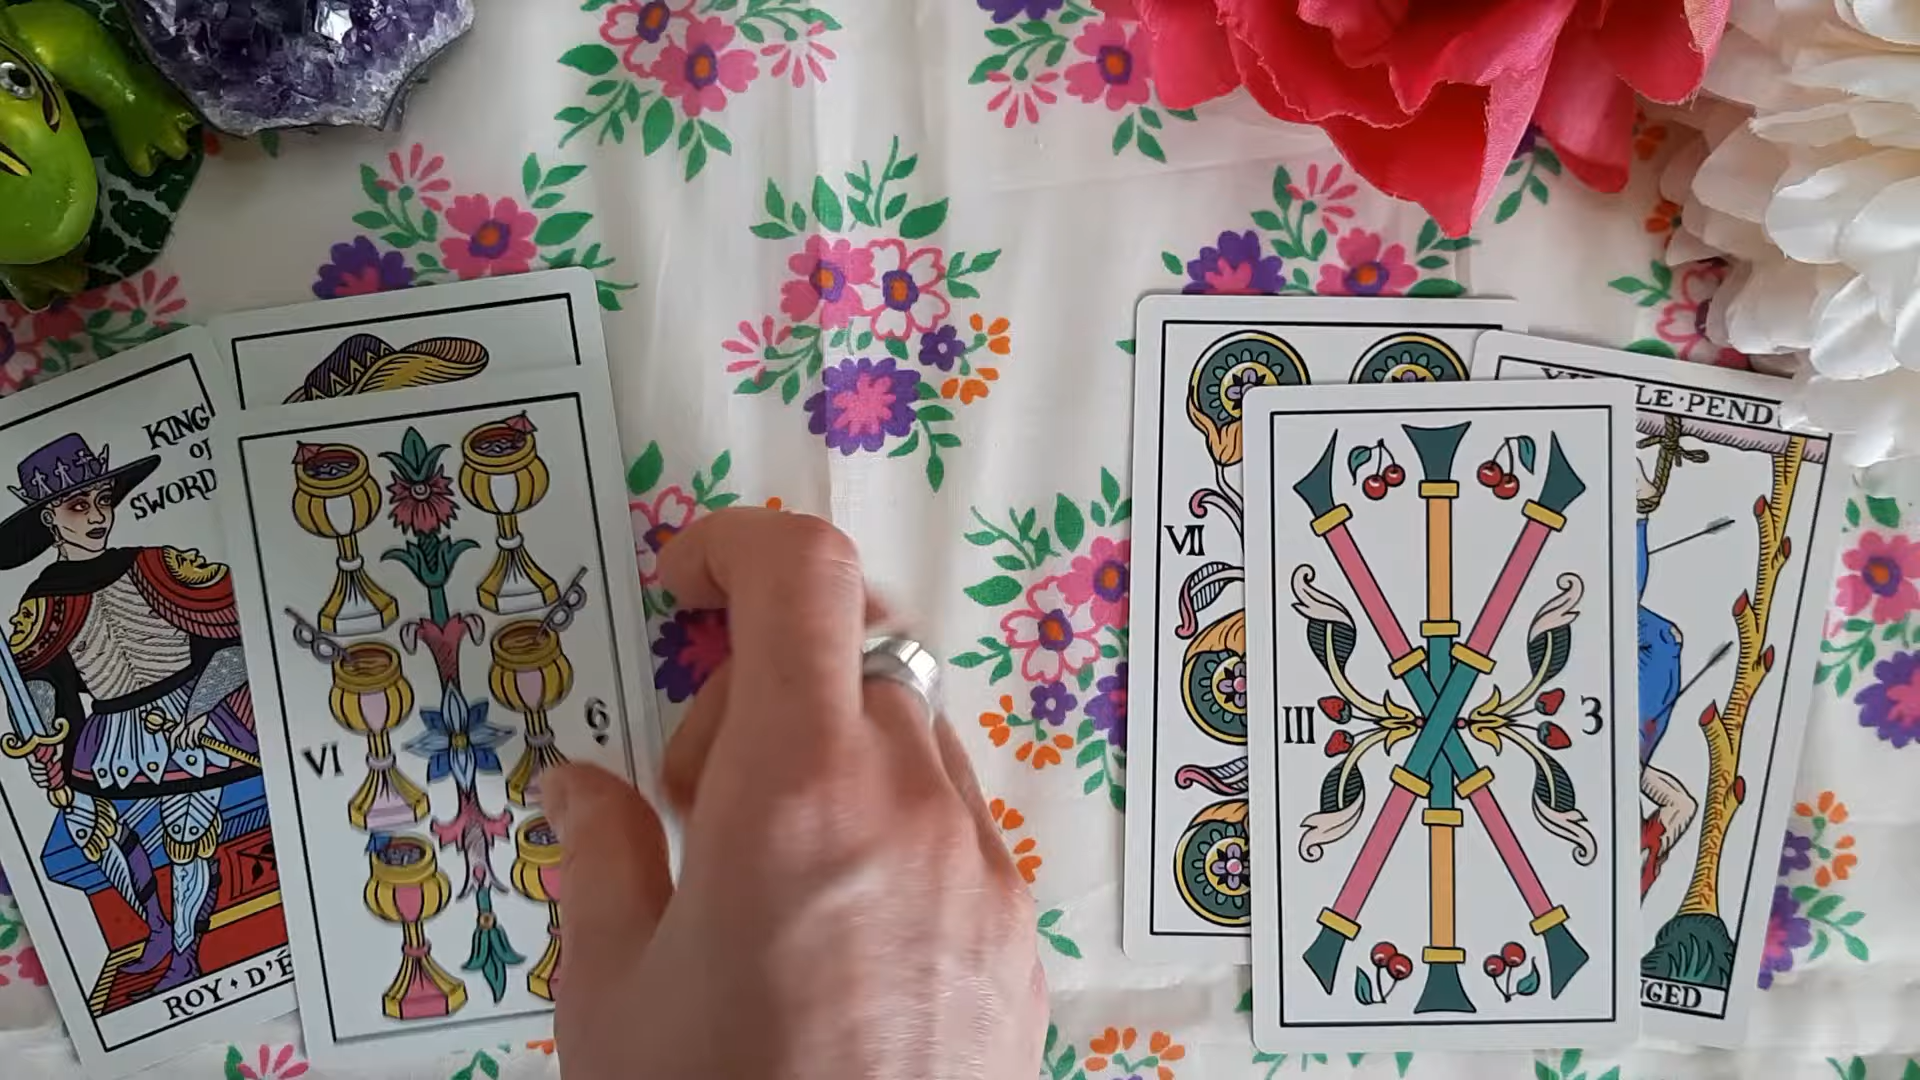 KING
OF
SWORD
ROY • D'É
VI
6
VII
LE • PEND
III
3
NGED